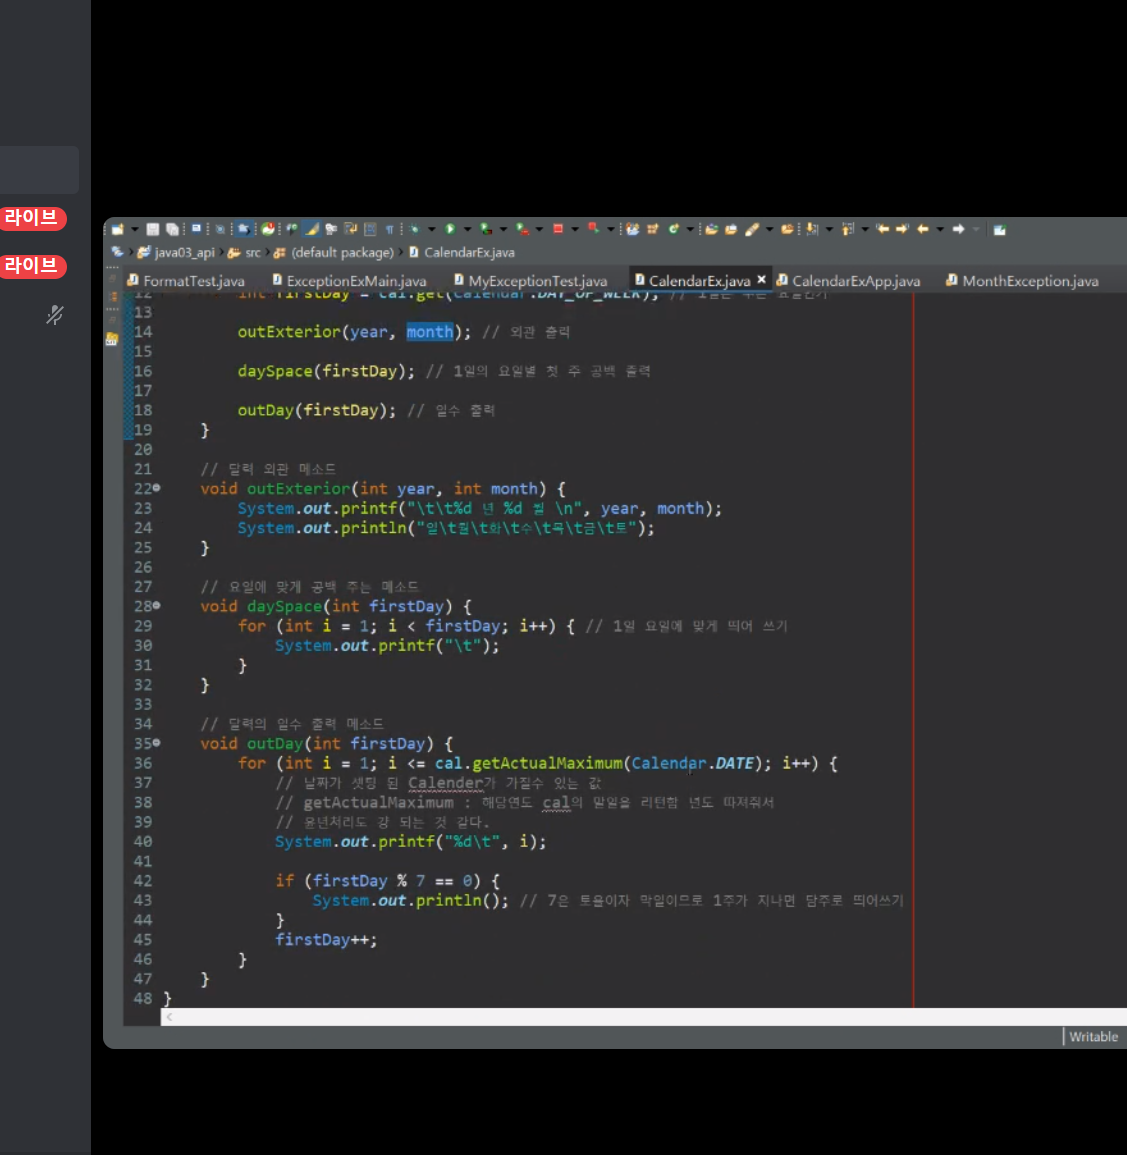 라이브
라이브
java03_api > src > (default package) > CalendarEx.java
FormatTest.java ExceptionExMain.java MyExceptionTest.java CalendarEx.java CalendarExApp.java MonthException.java
12 int firstDay = cal.get(Calendar.DAY_OF_WEEK); // 1일은 무슨 요일인가
13
14 outExterior(year, month); // 외관 출력
15
16 daySpace(firstDay); // 1일의 요일별 첫 주 공백 출력
17
18 outDay(firstDay); // 일수 출력
19 }
20
21 // 달력 외관 메소드
22 void outExterior(int year, int month) {
23 System.out.printf("\t\t%d 년 %d 월 \n", year, month);
24 System.out.println("일\t월\t화\t수\t목\t금\t토");
25 }
26
27 // 요일에 맞게 공백 주는 메소드
28 void daySpace(int firstDay) {
29 for (int i = 1; i < firstDay; i++) { // 1일 요일에 맞게 띄어 쓰기
30 System.out.printf("\t");
31 }
32 }
33
34 // 달력의 일수 출력 메소드
35 void outDay(int firstDay) {
36 for (int i = 1; i <= cal.getActualMaximum(Calendar.DATE); i++) {
37 // 날짜가 셋팅 된 Calender가 가질수 있는 값
38 // getActualMaximum : 해당연도 cal의 말일을 리턴함 년도 따져줘서
39 // 윤년처리도 걍 되는 것 같다.
40 System.out.printf("%d\t", i);
41
42 if (firstDay % 7 == 0) {
43 System.out.println(); // 7은 토욜이자 막일이므로 1주가 지나면 담주로 띄어쓰기
44 }
45 firstDay++;
46 }
47 }
48 }
Writable